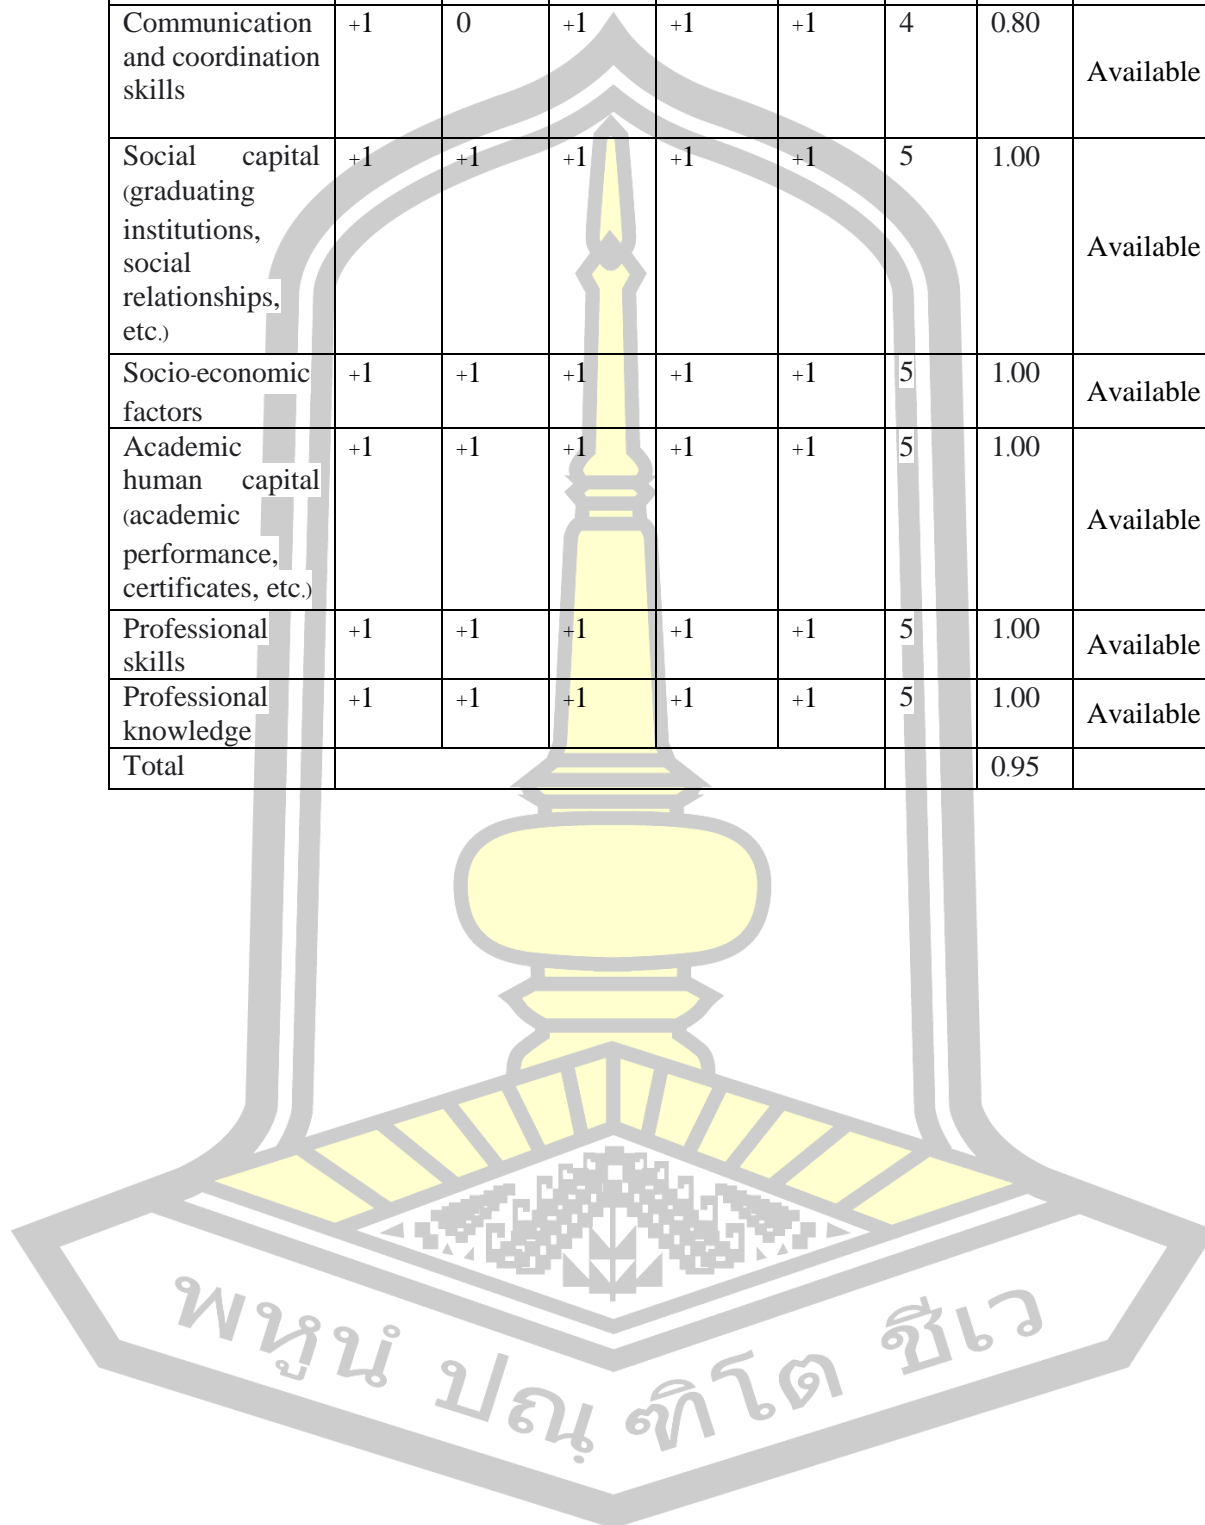 Communication +1 0 +1 +1 +1 4 0.80
and coordination
skills
Available
Social capital +1 +1 +1 +1 +1 5 1.00
(graduating
institutions,
social
relationships,
etc.)
Available
Socio-economic +1 +1 +1 +1 +1 5 1.00
factors
Available
Academic +1 +1 +1 +1 +1 5 1.00
human capital
(academic
performance,
certificates, etc.)
Available
Professional +1 +1 +1 +1 +1 5 1.00
skills
Available
Professional +1 +1 +1 +1 +1 5 1.00
knowledge
Available
Total 0.95
พหูนํ ปณฺ ฑิโต ชีเว